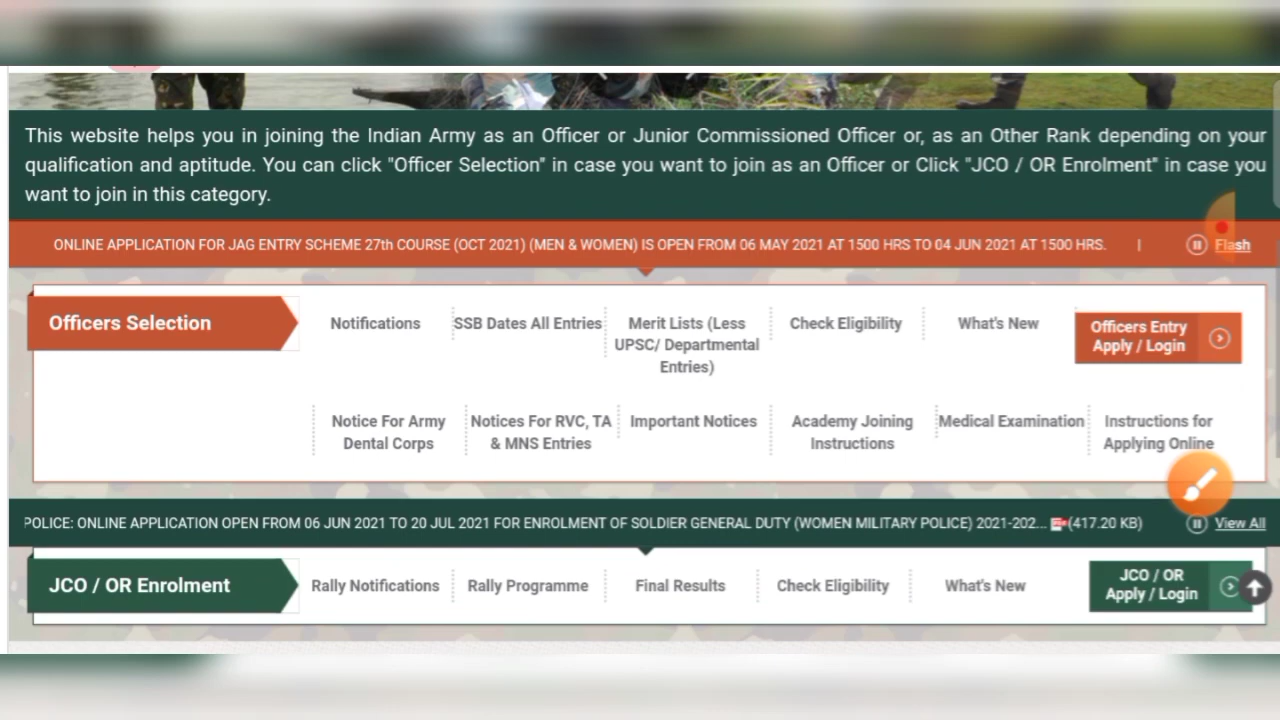 This website helps you in joining the Indian Army as an Officer or Junior Commissioned Officer or, as an Other Rank depending on your
qualification and aptitude. You can click "Officer Selection" in case you want to join as an Officer or Click "JCO / OR Enrolment" in case you
want to join in this category.
ONLINE APPLICATION FOR JAG ENTRY SCHEME 27th COURSE (OCT 2021) (MEN & WOMEN) IS OPEN FROM 06 MAY 2021 AT 1500 HRS TO 04 JUN 2021 AT 1500 HRS. | Flash
Officers Selection
Notifications
SSB Dates All Entries
Merit Lists (Less
UPSC/ Departmental
Entries)
Check Eligibility
What's New
Officers Entry
Apply / Login
Notice For Army
Dental Corps
Notices For RVC, TA
& MNS Entries
Important Notices
Academy Joining
Instructions
Medical Examination
Instructions for
Applying Online
POLICE: ONLINE APPLICATION OPEN FROM 06 JUN 2021 TO 20 JUL 2021 FOR ENROLMENT OF SOLDIER GENERAL DUTY (WOMEN MILITARY POLICE) 2021-202... (417.20 KB) View All
JCO / OR Enrolment
Rally Notifications
Rally Programme
Final Results
Check Eligibility
What's New
JCO / OR
Apply / Login